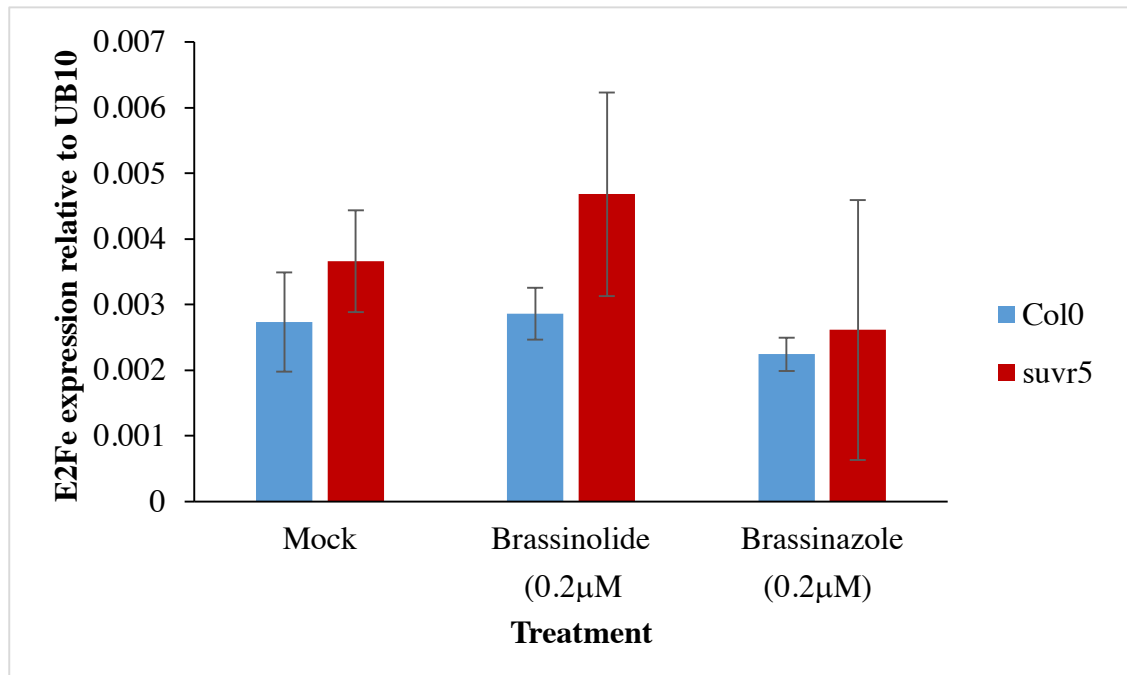 E2Fe expression relative to UB10
0.007
0.006
0.005
0.004
0.003
0.002
0.001
0
Mock
Brassinolide
(0.2μM
Brassinazole
(0.2μM)
Treatment
Col0
suvr5